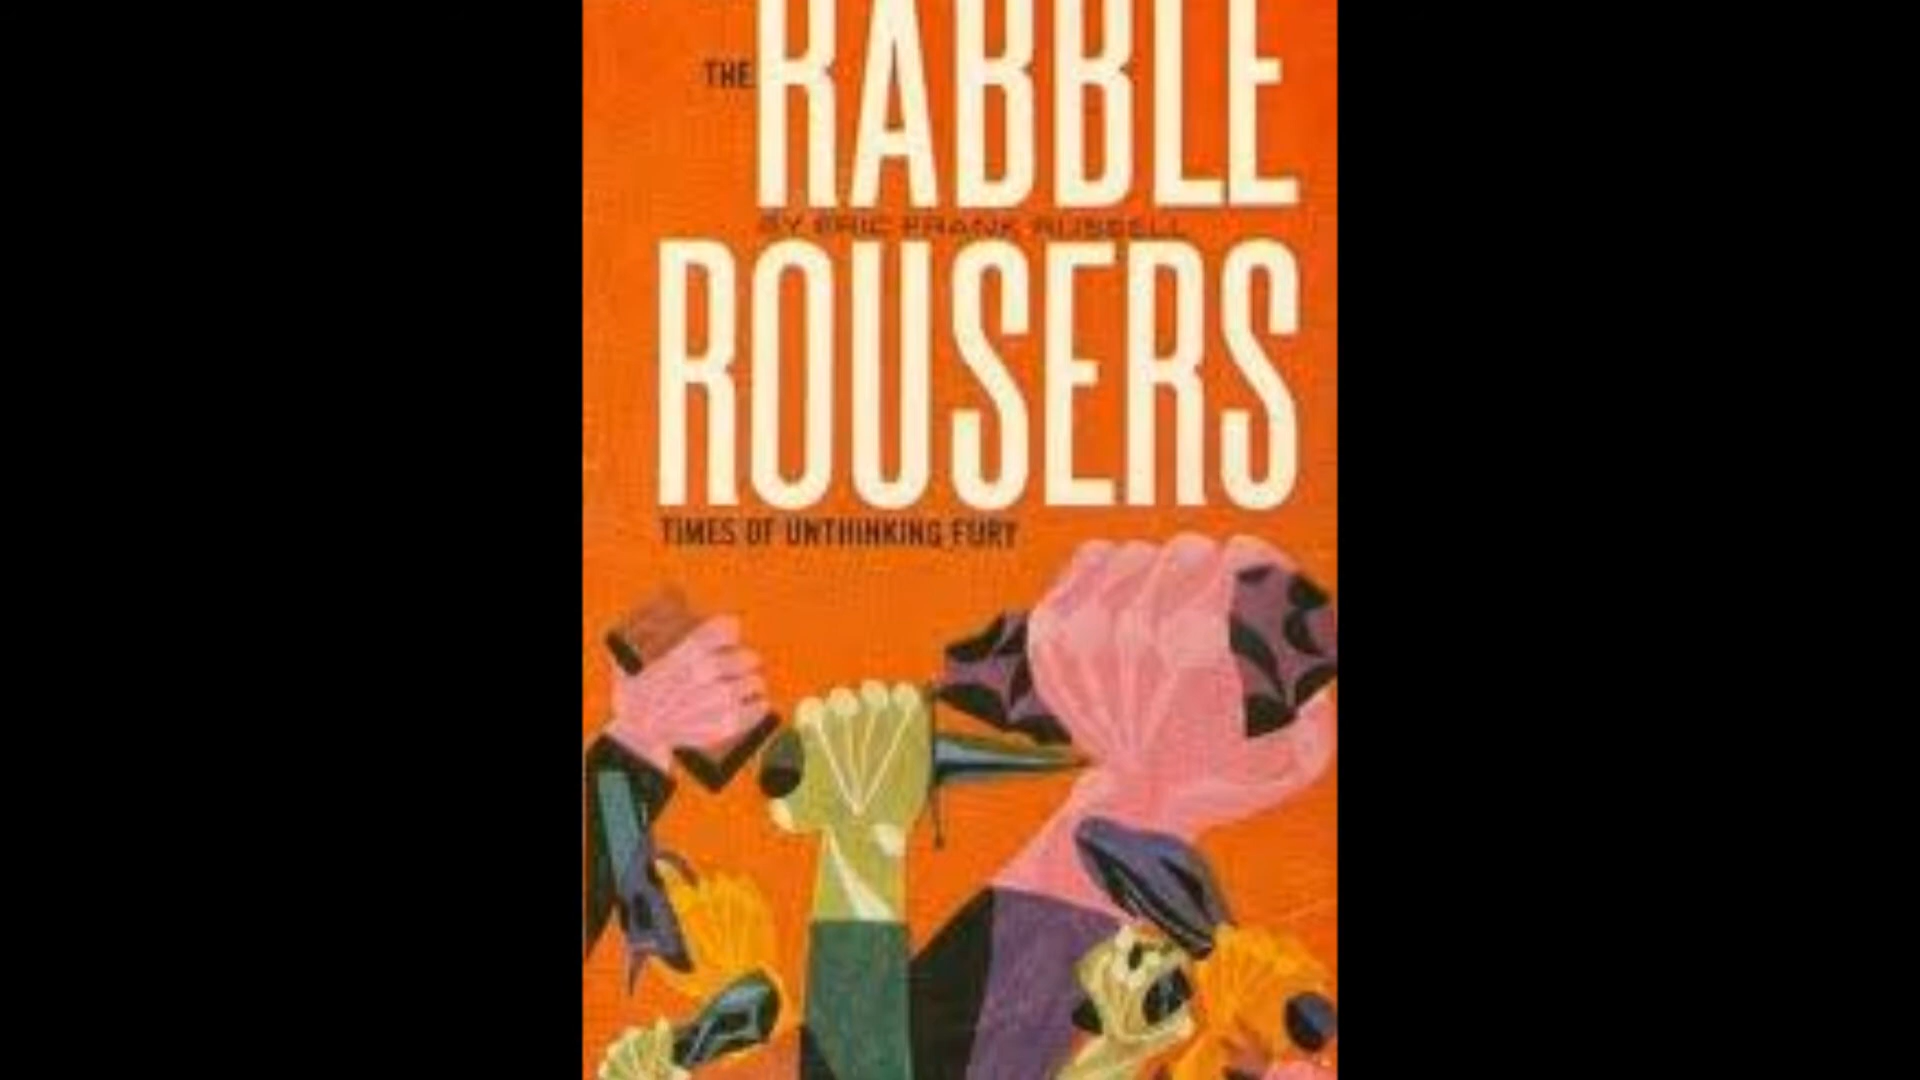 THE RABBLE
BY ERIC FRANK RUSSELL
ROUSERS
TIMES OF UNTHINKING FURY